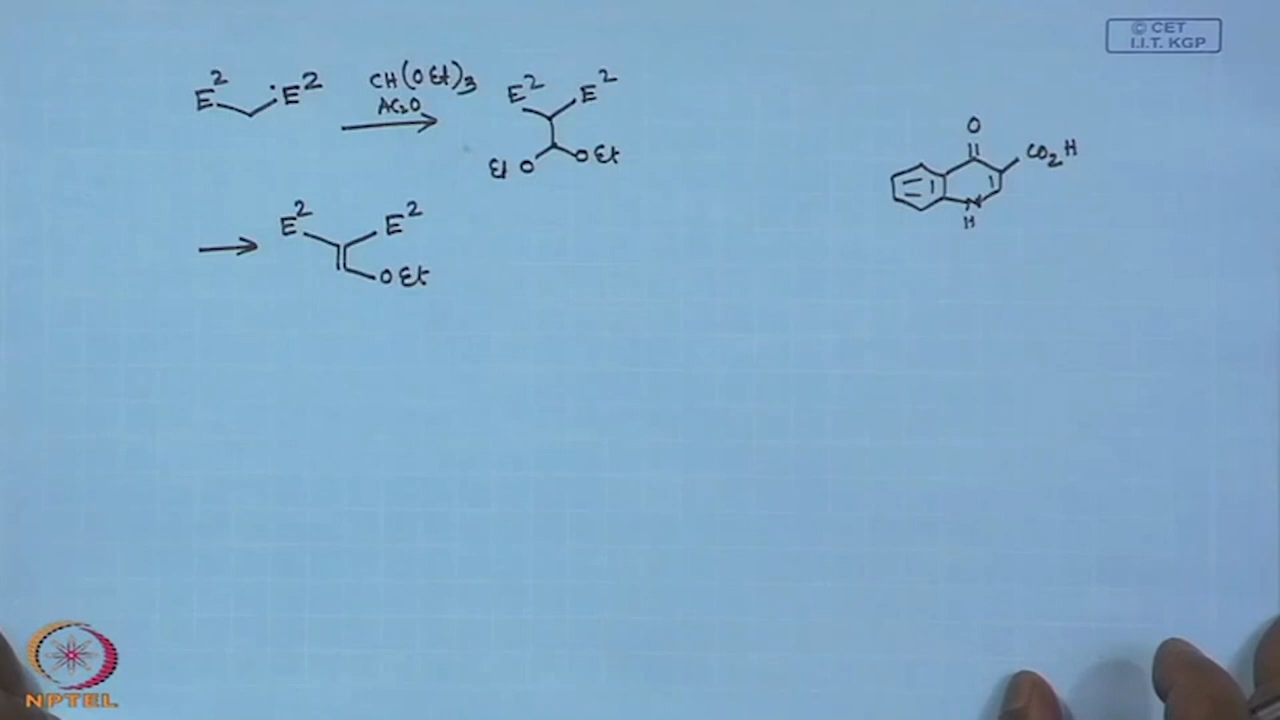 © CET
I.I.T. KGP
E² E²
CH(OEt)₃
Ac₂O
E² E²
EtO OEt
O
CO₂H
N
H
E² E²
OEt
NPTEL